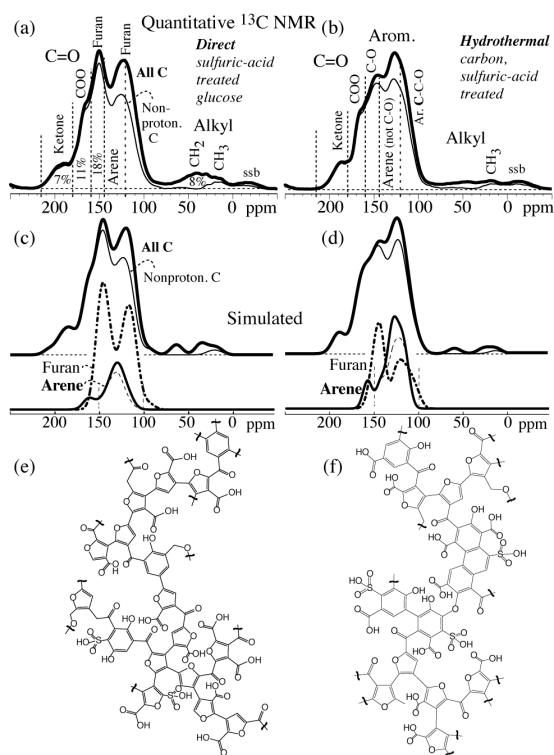 Quantitative ¹³C NMR
(a)
C=O
COO
Furan
Furan
Direct
sulfuric-acid
treated
glucose
All C
Non-
proton.
C
Alkyl
CH₂
CH₃
Ketone
7%
11%
18%
Arene
8%
ssb
200 150 100 50 0 ppm
(b)
C=O
COO
C-O
Arom.
Hydrothermal
carbon,
sulfuric-acid
treated
Ketone
Arene (not C-O)
Ar. C-C-O
Alkyl
CH₃
ssb
200 150 100 50 0 ppm
(c)
All C
Nonproton. C
Simulated
Furan
Arene
200 150 100 50 0 ppm
(d)
Furan
Arene
200 150 100 50 0 ppm
(e)
(f)